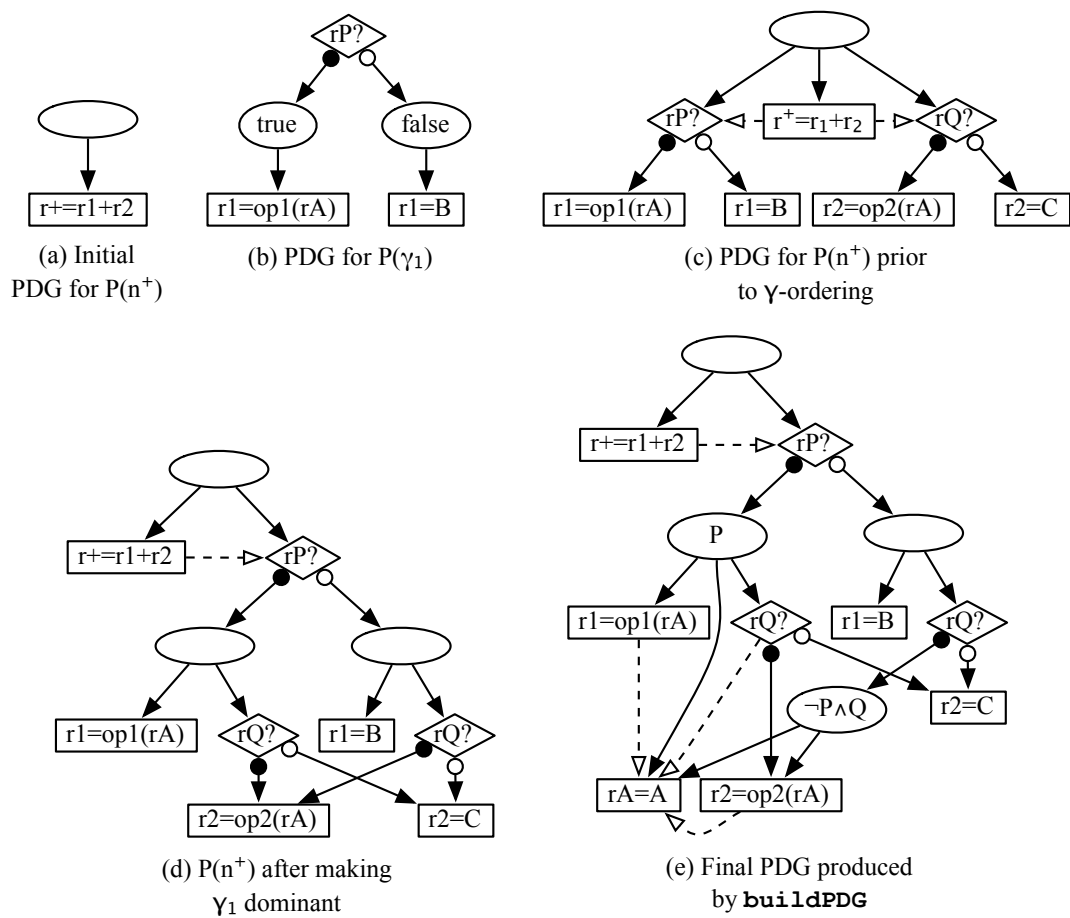 rP?
true
false
r+=r1+r2
r1=op1(rA)
r1=B
(a) Initial
PDG for P(n⁺)
(b) PDG for P(γ₁)
rP?
r⁺=r₁+r₂
rQ?
r1=op1(rA)
r1=B
r2=op2(rA)
r2=C
(c) PDG for P(n⁺) prior
to γ-ordering
r+=r1+r2
rP?
r1=op1(rA)
rQ?
r1=B
rQ?
r2=op2(rA)
r2=C
(d) P(n⁺) after making
γ₁ dominant
r+=r1+r2
rP?
P
r1=op1(rA)
rQ?
r1=B
rQ?
¬P∧Q
r2=C
rA=A
r2=op2(rA)
(e) Final PDG produced
by buildPDG